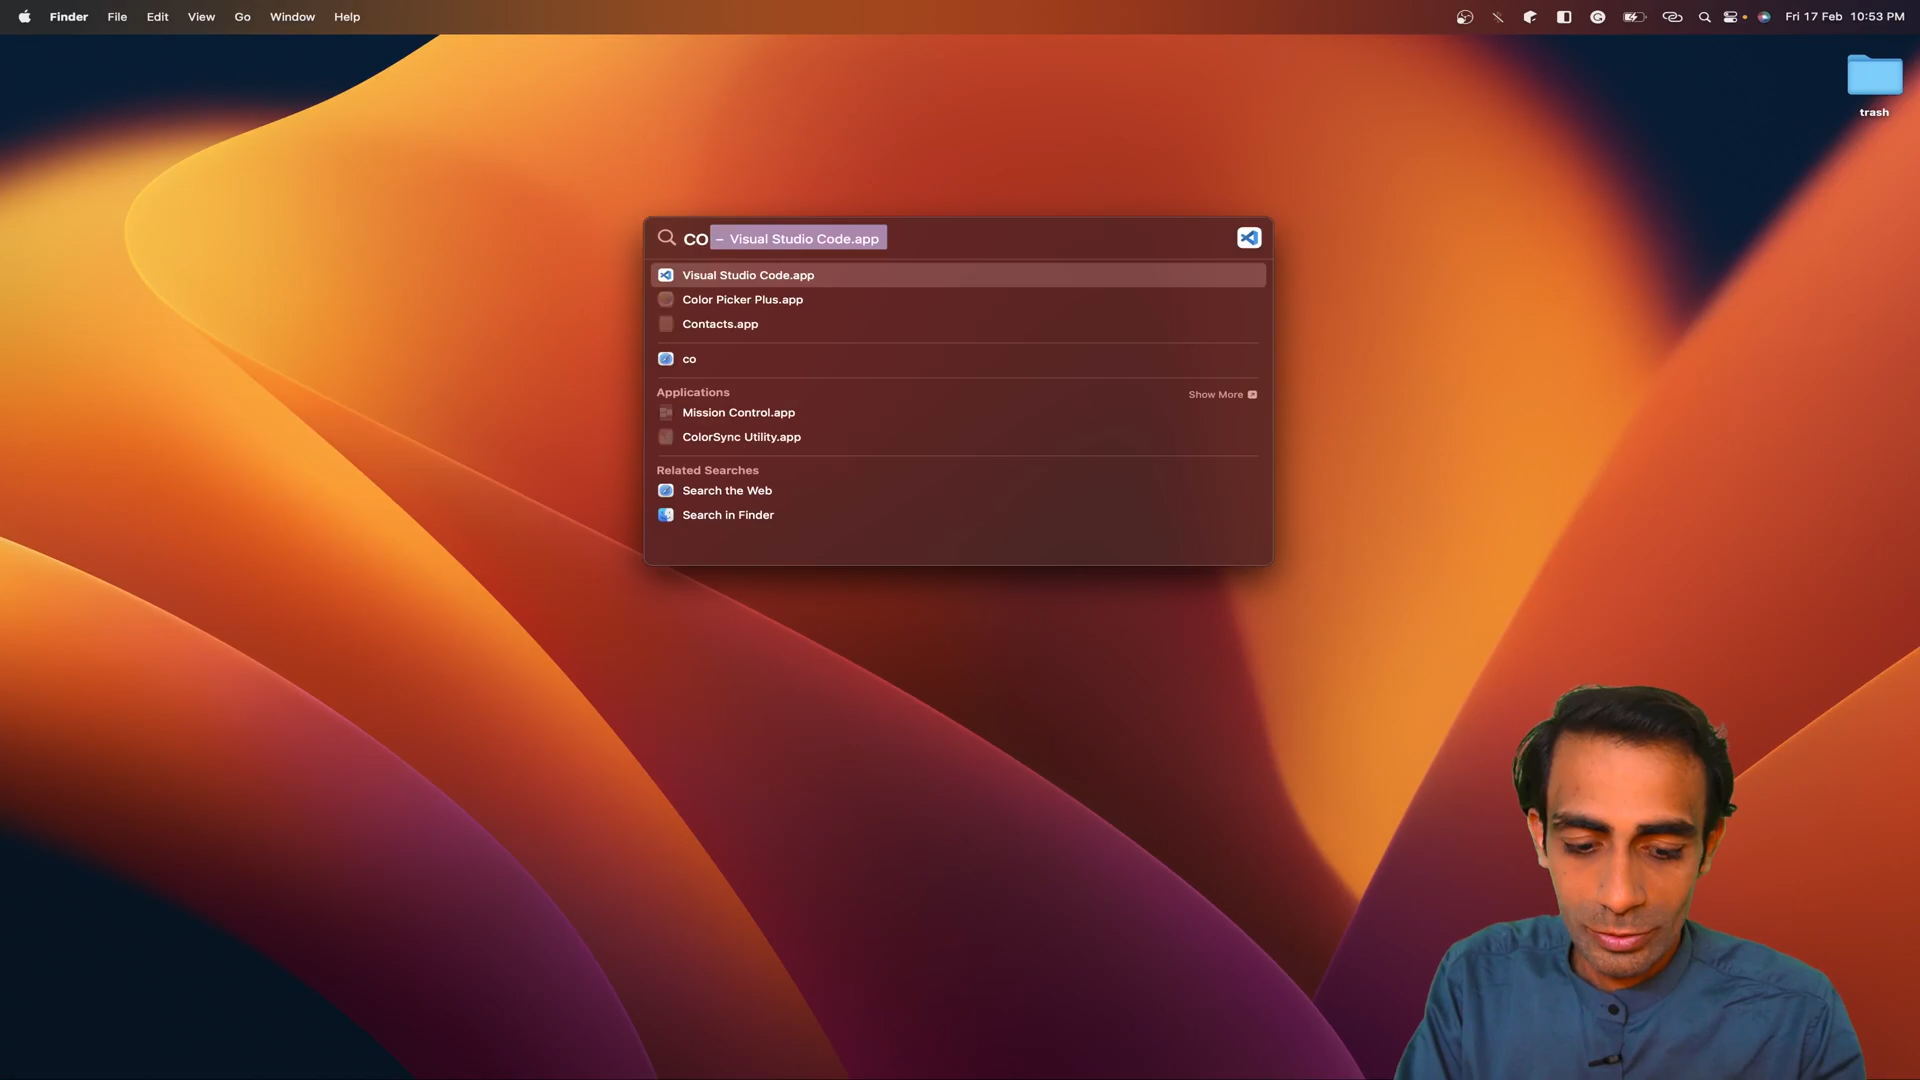 Finder File Edit View Go Window Help Fri 17 Feb 10:53 PM
trash
co – Visual Studio Code.app
Visual Studio Code.app
Color Picker Plus.app
Contacts.app
co
Applications Show More
Mission Control.app
ColorSync Utility.app
Related Searches
Search the Web
Search in Finder